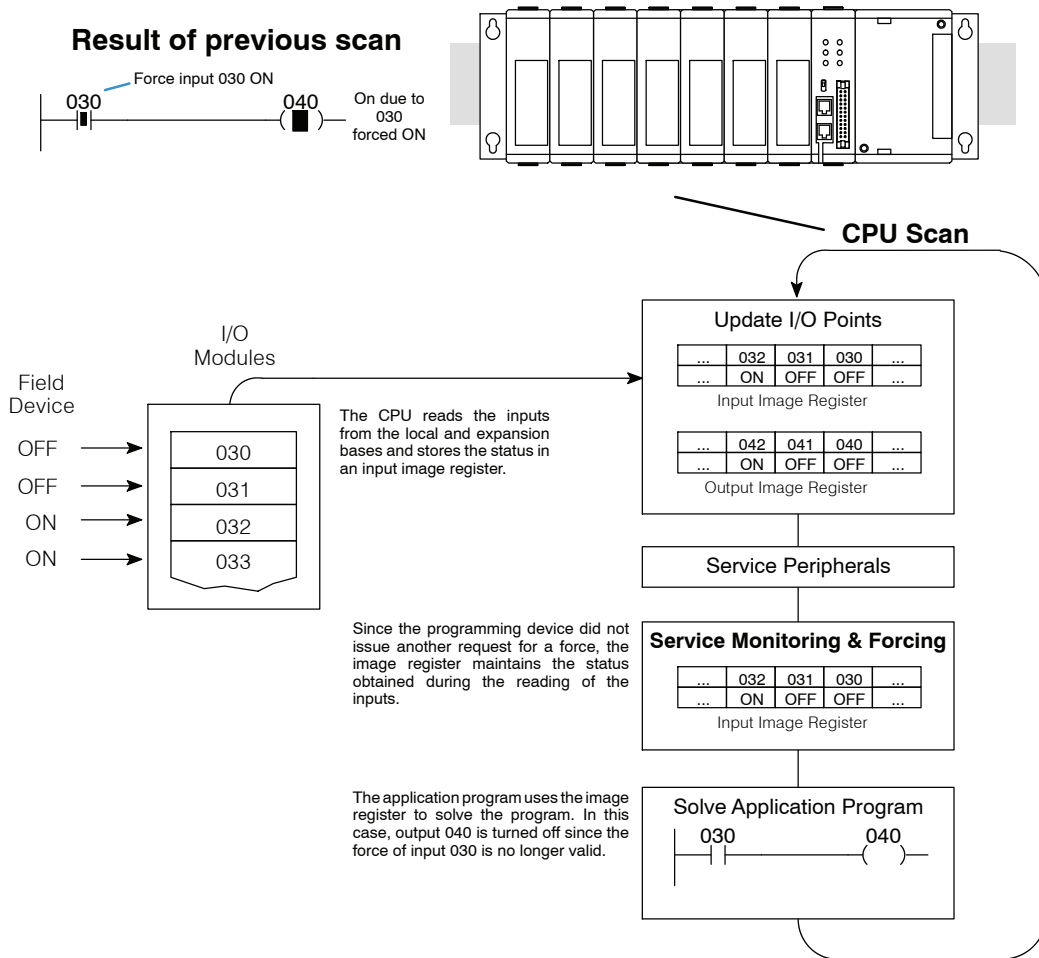 Result of previous scan
Force input 030 ON
030
040
On due to
030
forced ON
CPU Scan
Update I/O Points
... 032 031 030 ...
... ON OFF OFF ...
Input Image Register
... 042 041 040 ...
... ON OFF OFF ...
Output Image Register
I/O
Modules
Field
Device
OFF
OFF
ON
ON
030
031
032
033
The CPU reads the inputs
from the local and expansion
bases and stores the status in
an input image register.
Service Peripherals
Since the programming device did not
issue another request for a force, the
image register maintains the status
obtained during the reading of the
inputs.
Service Monitoring & Forcing
... 032 031 030 ...
... ON OFF OFF ...
Input Image Register
The application program uses the image
register to solve the program. In this
case, output 040 is turned off since the
force of input 030 is no longer valid.
Solve Application Program
030
040